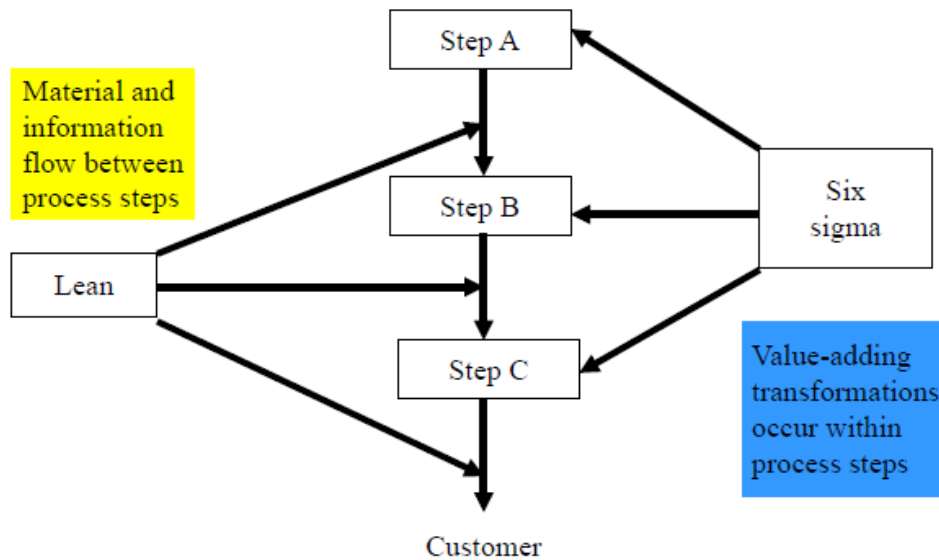 Step A
Material and
information
flow between
process steps
Step B
Six
sigma
Lean
Step C
Value-adding
transformations
occur within
process steps
Customer